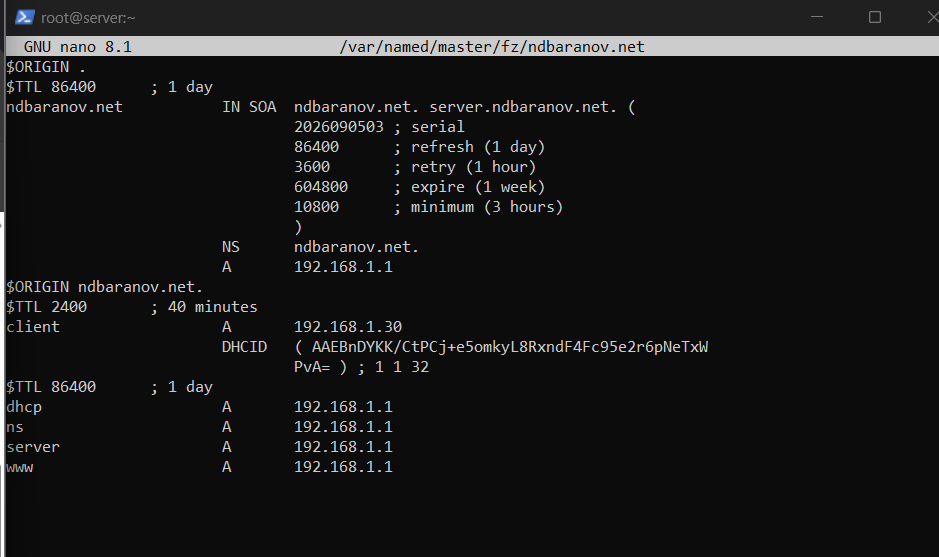 root@server:~
GNU nano 8.1 /var/named/master/fz/ndbaranov.net
$ORIGIN .
$TTL 86400 ; 1 day
ndbaranov.net IN SOA ndbaranov.net. server.ndbaranov.net. (
2026090503 ; serial
86400 ; refresh (1 day)
3600 ; retry (1 hour)
604800 ; expire (1 week)
10800 ; minimum (3 hours)
)
NS ndbaranov.net.
A 192.168.1.1
$ORIGIN ndbaranov.net.
$TTL 2400 ; 40 minutes
client A 192.168.1.30
DHCID ( AAEBnDYKK/CtPCj+e5omkyL8RxndF4Fc95e2r6pNeTxW
PvA= ) ; 1 1 32
$TTL 86400 ; 1 day
dhcp A 192.168.1.1
ns A 192.168.1.1
server A 192.168.1.1
www A 192.168.1.1